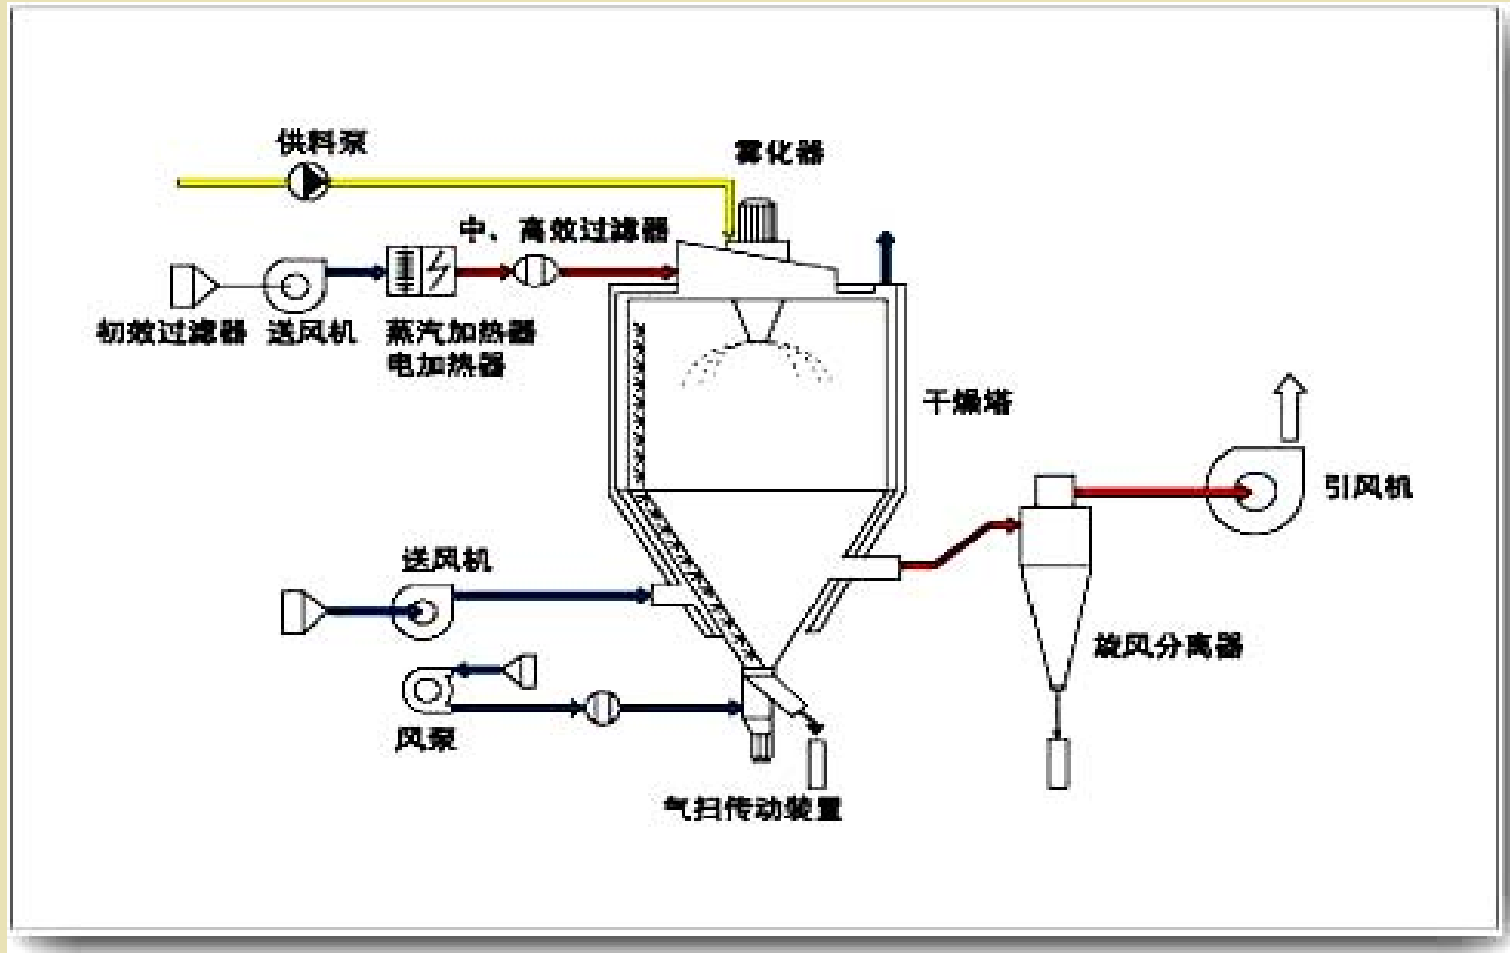 供料泵
雾化器
中、高效过滤器
初效过滤器
送风机
蒸汽加热器
电加热器
干燥塔
引风机
送风机
旋风分离器
风泵
气扫传动装置